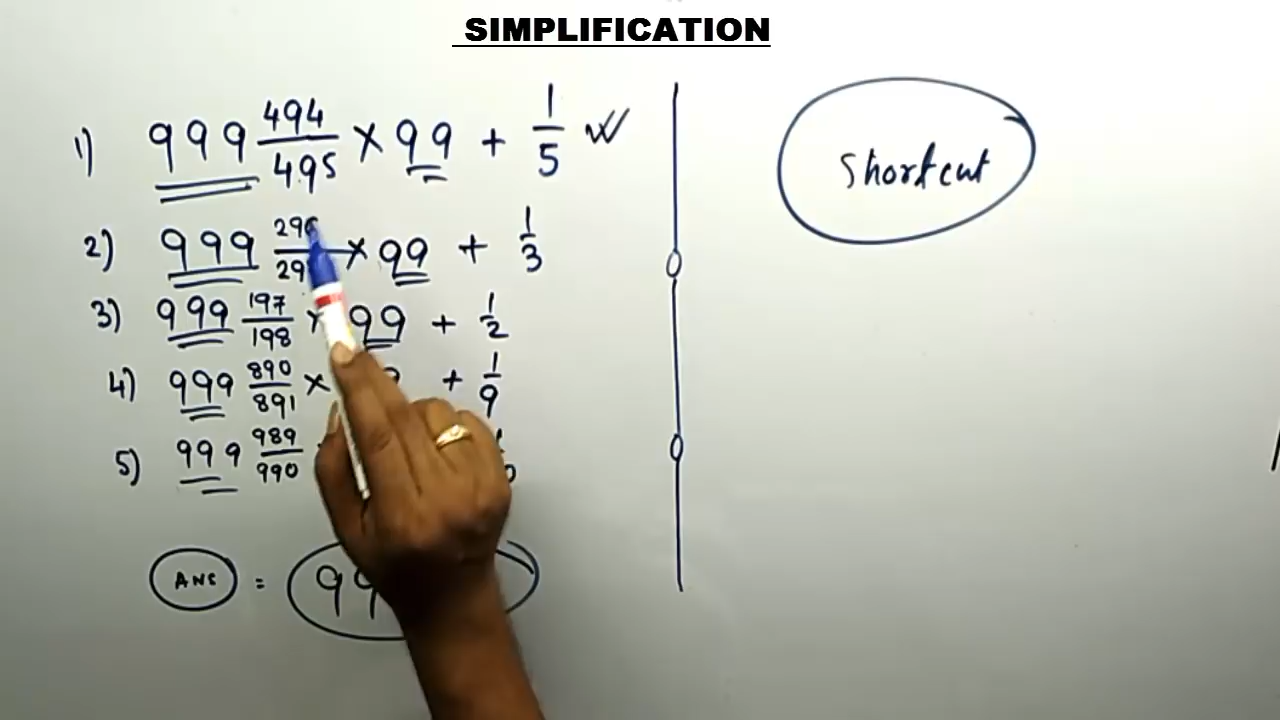 SIMPLIFICATION
1) 999 494/495 × 99 + 1/5
2) 999 × 99 + 1/3
3) 999 197/198 × 99 + 1/2
4) 999 890/891 × + 1/9
5) 999 989/990
ANS =
Shortcut